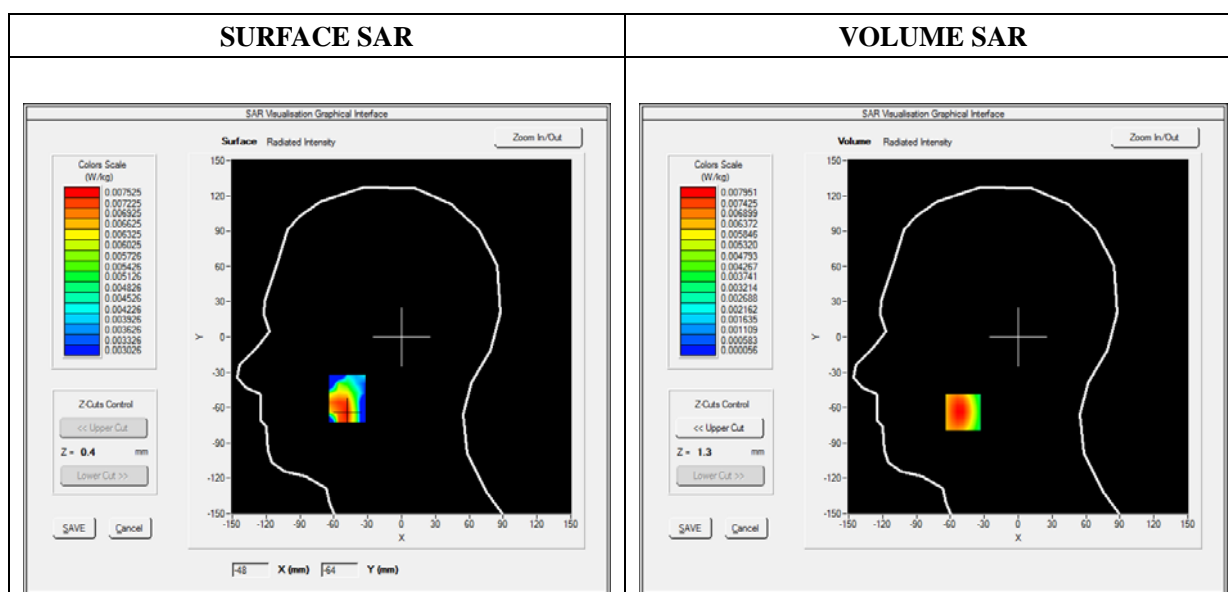 SURFACE SAR
VOLUME SAR
SAR Visualisation Graphical Interface
Surface Radiated Intensity
Zoom In/Out
Colors Scale
(W/kg)
0.007525
0.007225
0.006925
0.006625
0.006325
0.006025
0.005726
0.005426
0.005126
0.004826
0.004526
0.004226
0.003926
0.003626
0.003326
0.003026
150
120
90
60
30
0
-30
-60
-90
-120
-150
Y
-150 -120 -90 -60 -30 0 30 60 90 120 150
X
Z-Cuts Control
<< Upper Cut
Z = 0.4 mm
Lower Cut >>
SAVE Cancel
-48 X (mm) -64 Y (mm)
SAR Visualisation Graphical Interface
Volume Radiated Intensity
Zoom In/Out
Colors Scale
(W/kg)
0.007951
0.007425
0.006899
0.006372
0.005846
0.005320
0.004793
0.004267
0.003741
0.003214
0.002688
0.002162
0.001635
0.001109
0.000583
0.000056
150
120
90
60
30
0
-30
-60
-90
-120
-150
Y
-150 -120 -90 -60 -30 0 30 60 90 120 150
X
Z-Cuts Control
<< Upper Cut
Z = 1.3 mm
Lower Cut >>
SAVE Cancel